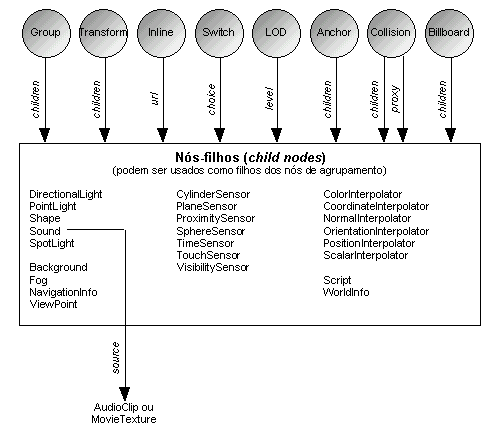 Group Transform Inline Switch LOD Anchor Collision Billboard
children children url choice level children children proxy children
Nós-filhos (child nodes)
(podem ser usados como filhos dos nós de agrupamento)
DirectionalLight
PointLight
Shape
Sound
SpotLight
Background
Fog
NavigationInfo
ViewPoint
CylinderSensor
PlaneSensor
ProximitySensor
SphereSensor
TimeSensor
TouchSensor
VisibilitySensor
ColorInterpolator
CoordinateInterpolator
NormalInterpolator
OrientationInterpolator
PositionInterpolator
ScalarInterpolator
Script
WorldInfo
source
AudioClip ou
MovieTexture